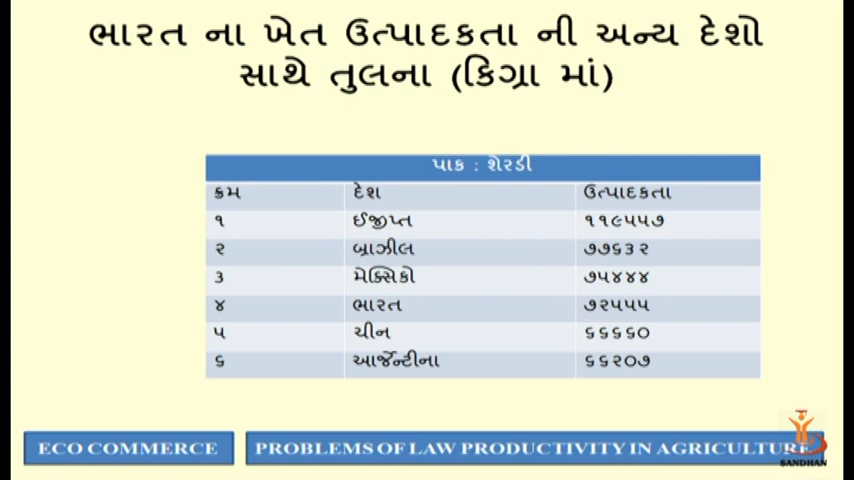 ભારત ના ખેત ઉત્પાદકતા ની અન્ય દેશો
સાથે તુલના (કિગ્રા માં)
પાક : શેરડી
ક્રમ દેશ ઉત્પાદકતા
૧ ઈજીપ્ત ૧૧૯૫૫૭
૨ બ્રાઝીલ ૭૭૬૩૨
૩ મેક્સિકો ૭૫૪૪૪
૪ ભારત ૭૨૫૫૫
૫ ચીન ૬૬૬૬૦
૬ આર્જેન્ટીના ૬૬૨૦૭
ECO COMMERCE PROBLEMS OF LAW PRODUCTIVITY IN AGRICULTURE
SANDHAN